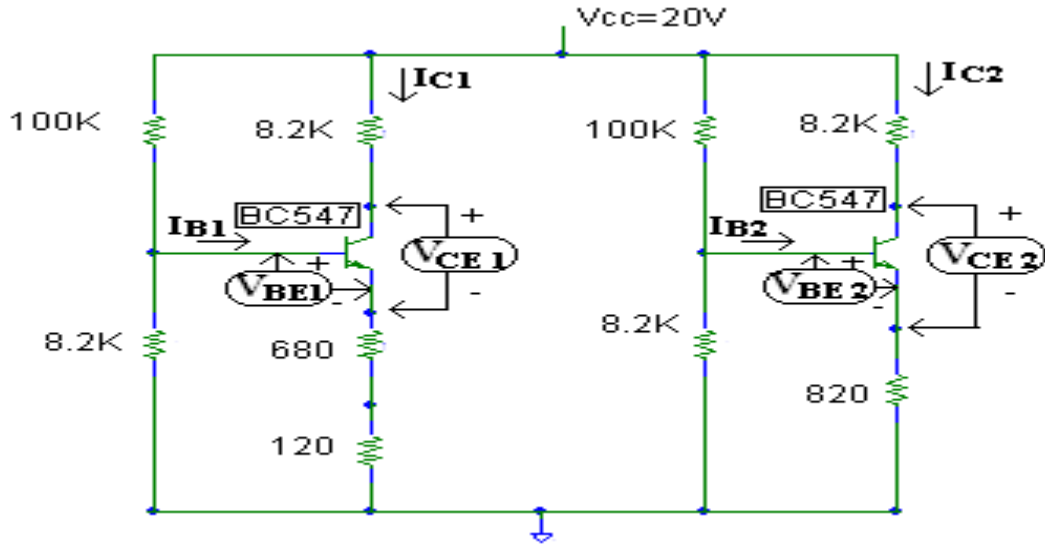 Vcc=20V
IC1
IC2
100K
8.2K
100K
8.2K
BC547
BC547
IB1
IB2
+
+
VCE 1
VCE 2
+
+
VBE1
VBE 2
-
-
-
-
8.2K
680
8.2K
820
120